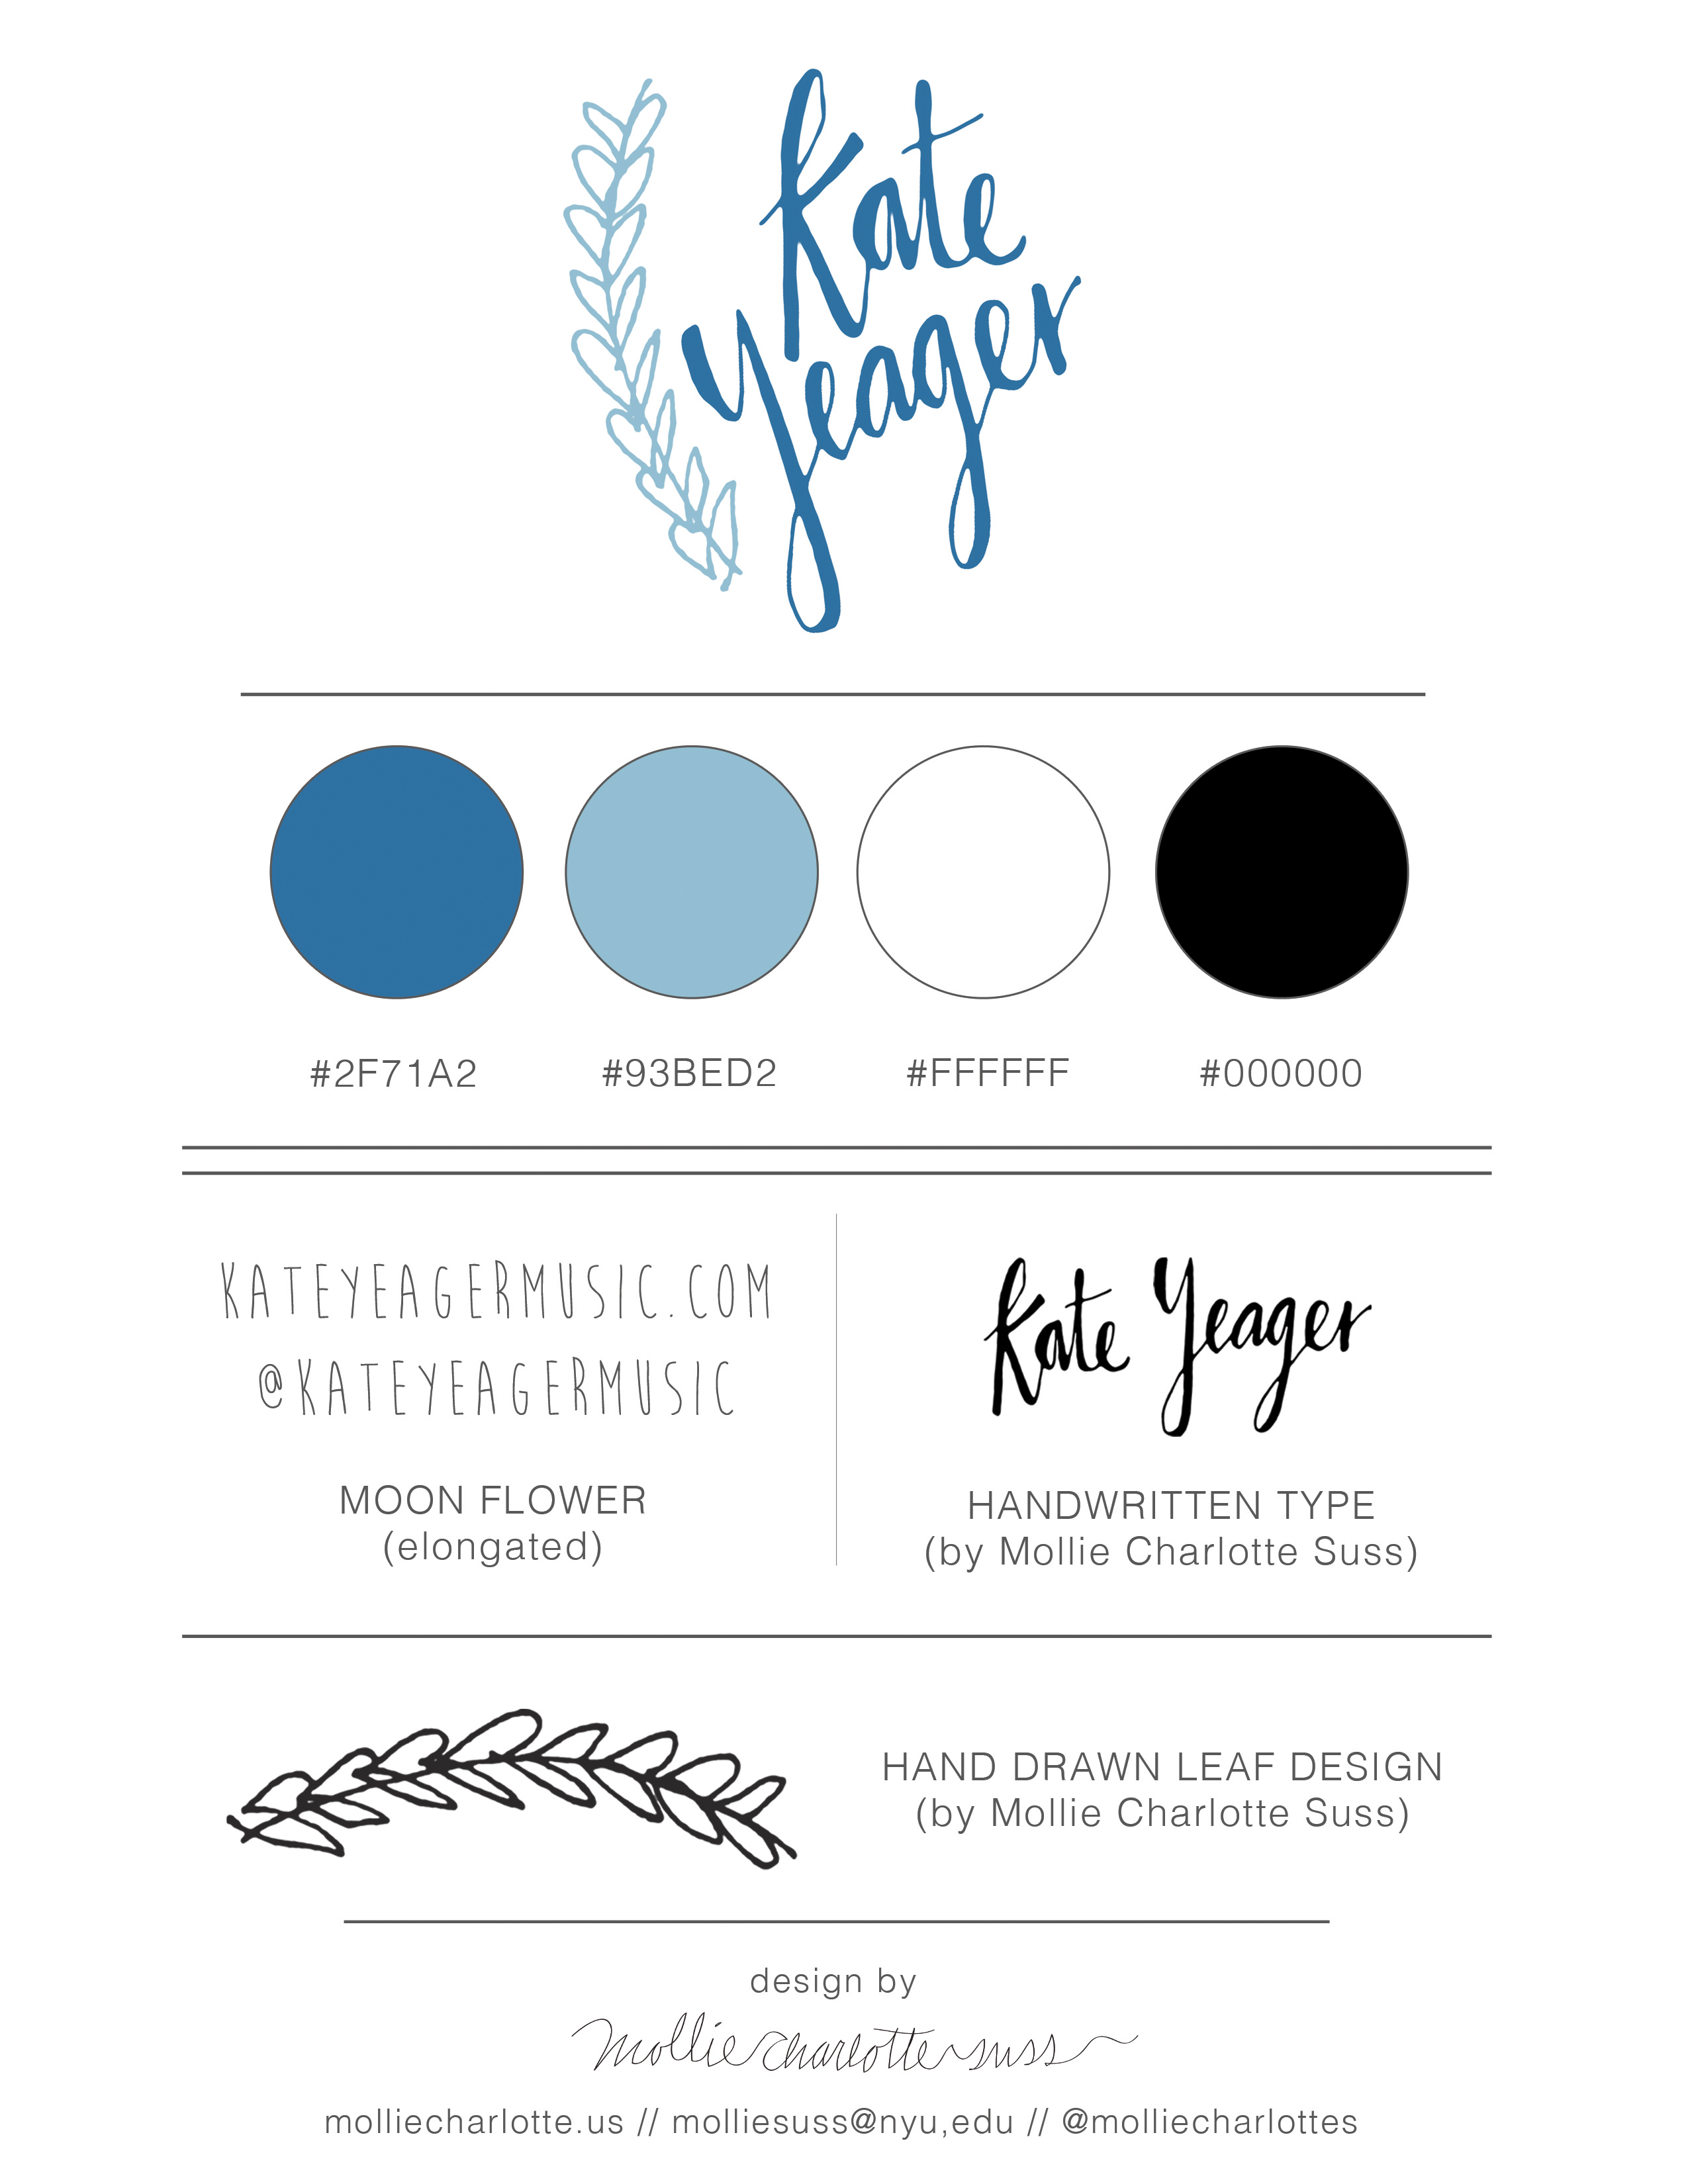 Kate
Yeager
#2F71A2 #93BED2 #FFFFFF #000000
KATEYEAGERMUSIC.COM
@KATEYEAGERMUSIC
MOON FLOWER
(elongated)
Kate Yeager
HANDWRITTEN TYPE
(by Mollie Charlotte Suss)
HAND DRAWN LEAF DESIGN
(by Mollie Charlotte Suss)
design by
mollie charlotte suss
molliecharlotte.us // molliesuss@nyu,edu // @molliecharlottes